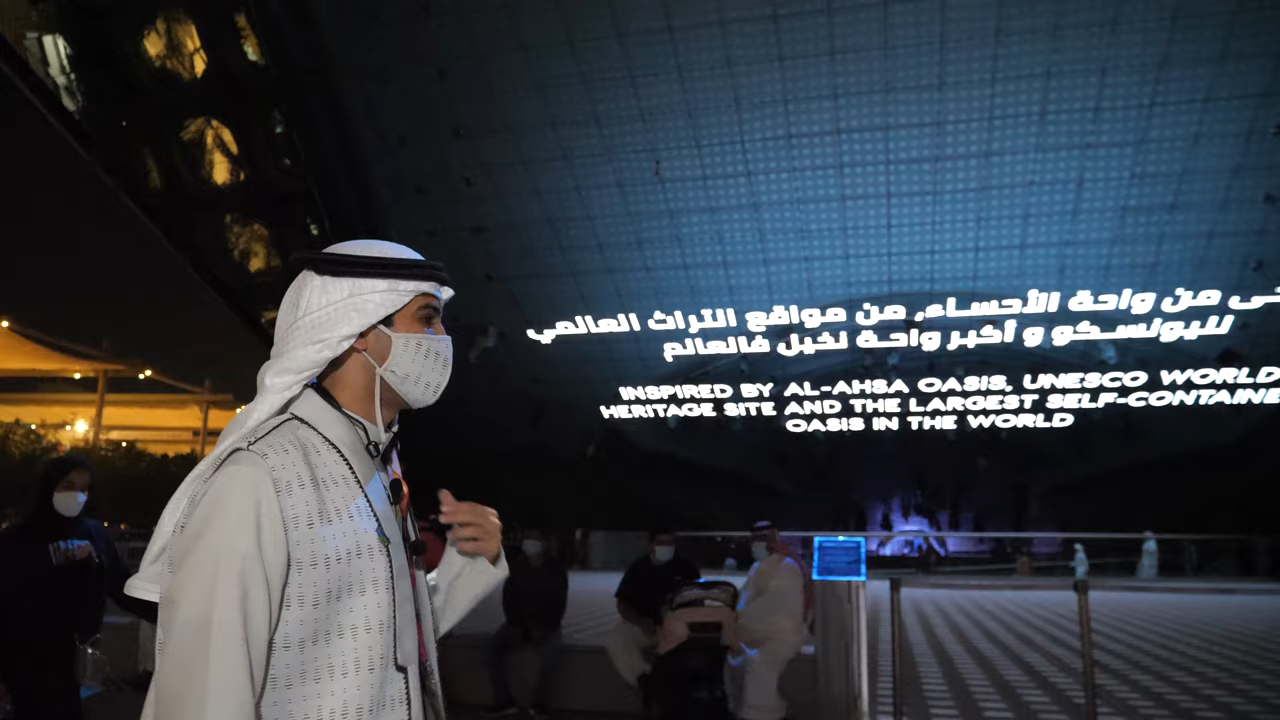 من واحة الأحساء, من مواقع التراث العالمي
لليونسكو و أكبر واحة نخيل فالعالم
INSPIRED BY AL-AHSA OASIS, UNESCO WORLD
HERITAGE SITE AND THE LARGEST SELF-CONTAINE
OASIS IN THE WORLD